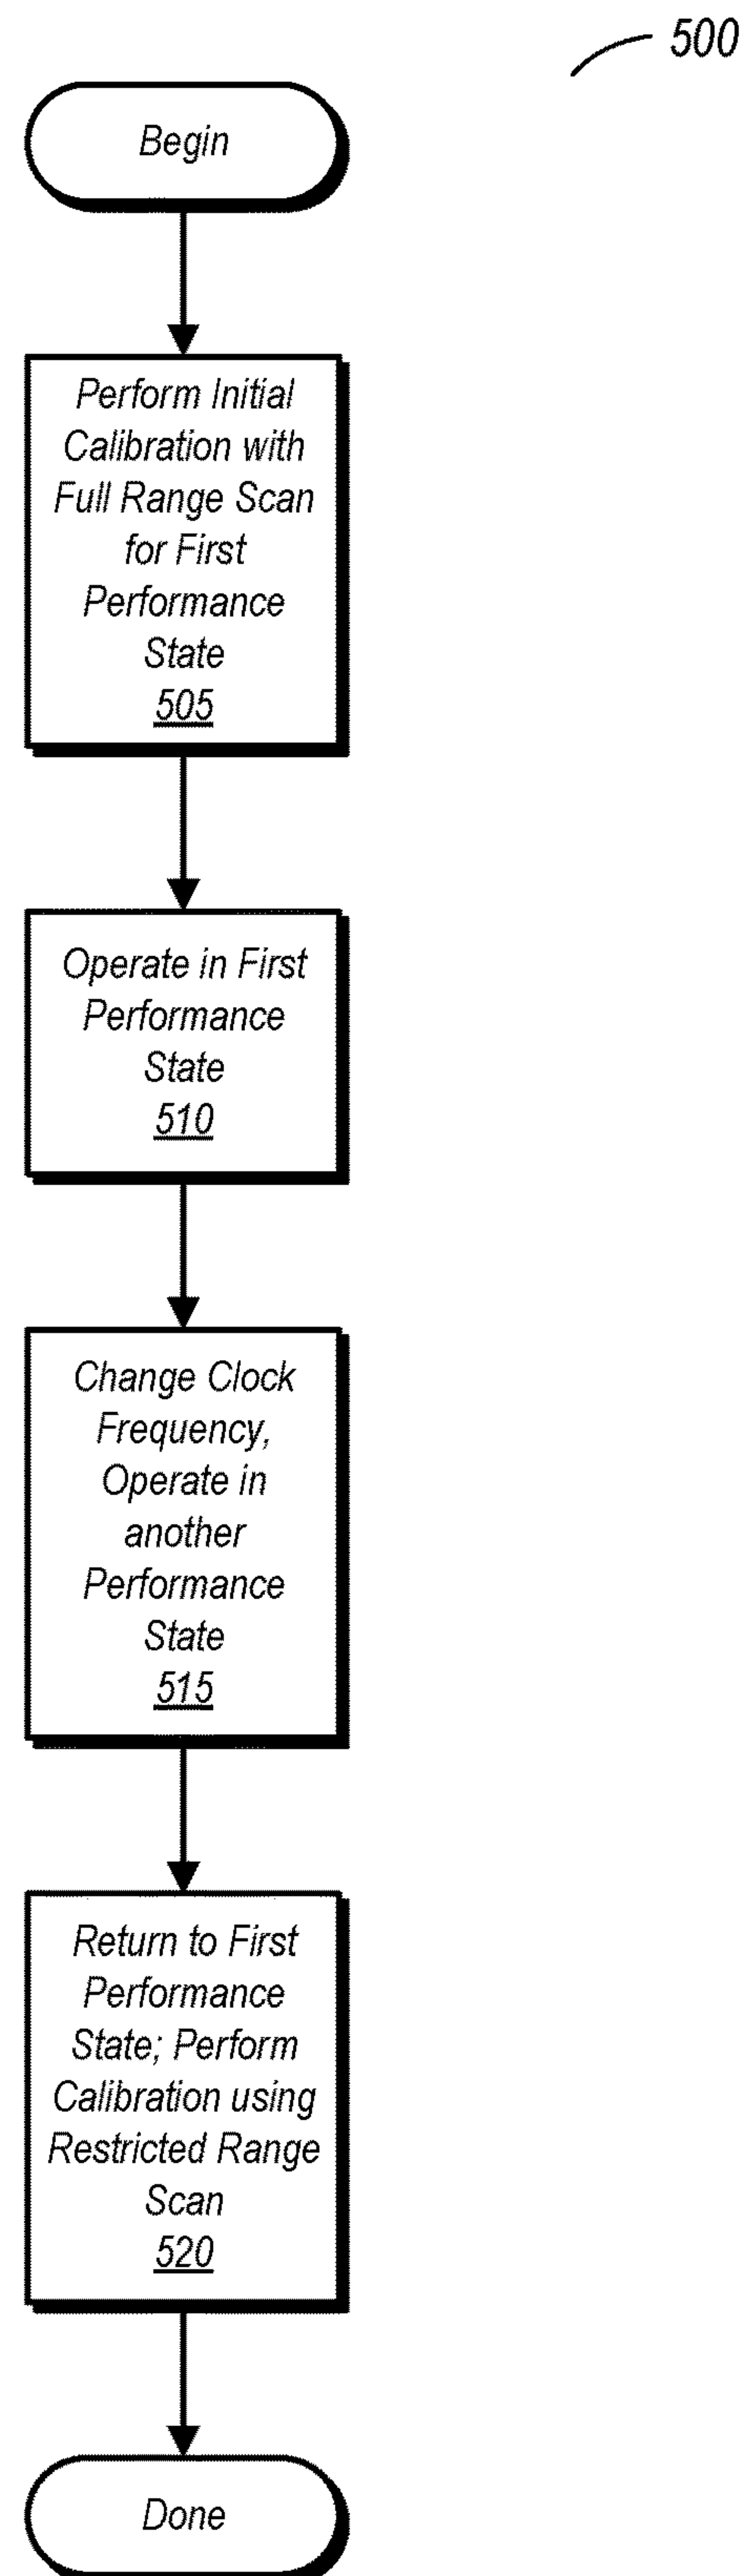 500
Begin
Perform Initial
Calibration with
Full Range Scan
for First
Performance
State
505
Operate in First
Performance
State
510
Change Clock
Frequency,
Operate in
another
Performance
State
515
Return to First
Performance
State; Perform
Calibration using
Restricted Range
Scan
520
Done